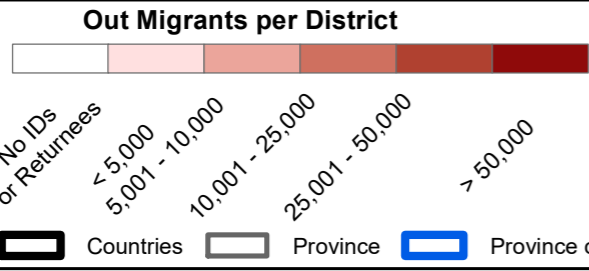 Out Migrants per District
No IDs
or Returnees
< 5,000
5,001 - 10,000
10,001 - 25,000
25,001 - 50,000
> 50,000
Countries
Province
Province